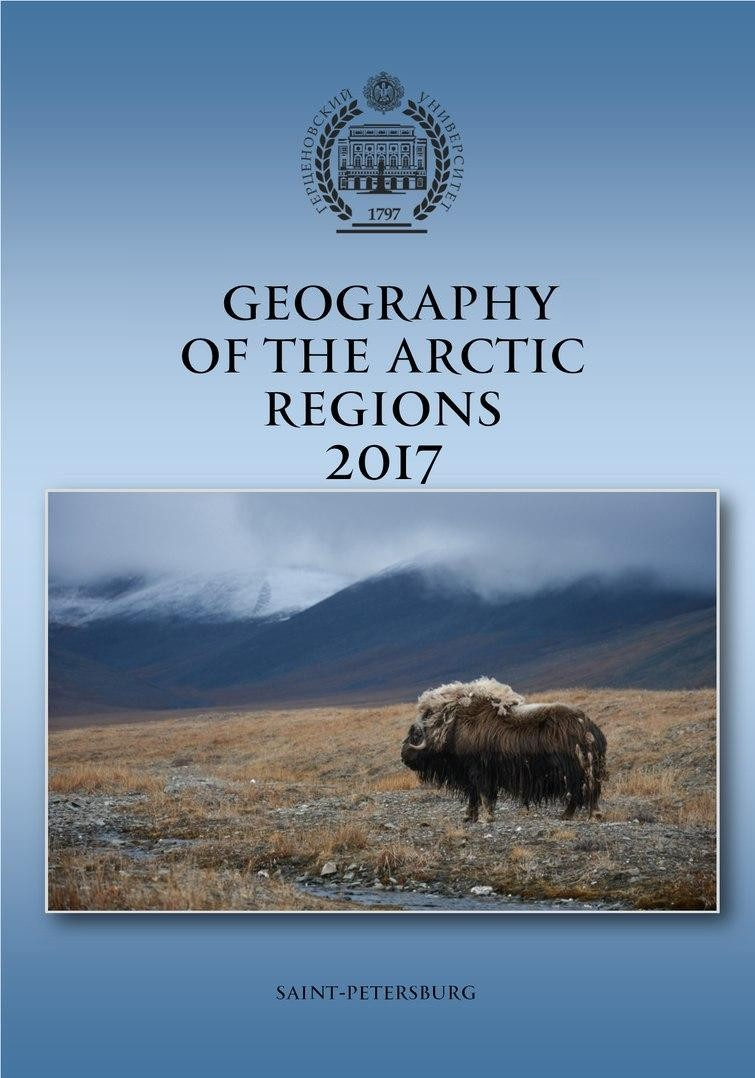 ГЕРЦЕНОВСКИЙ УНИВЕРСИТЕТ
1797
GEOGRAPHY
OF THE ARCTIC
REGIONS
2017
SAINT-PETERSBURG